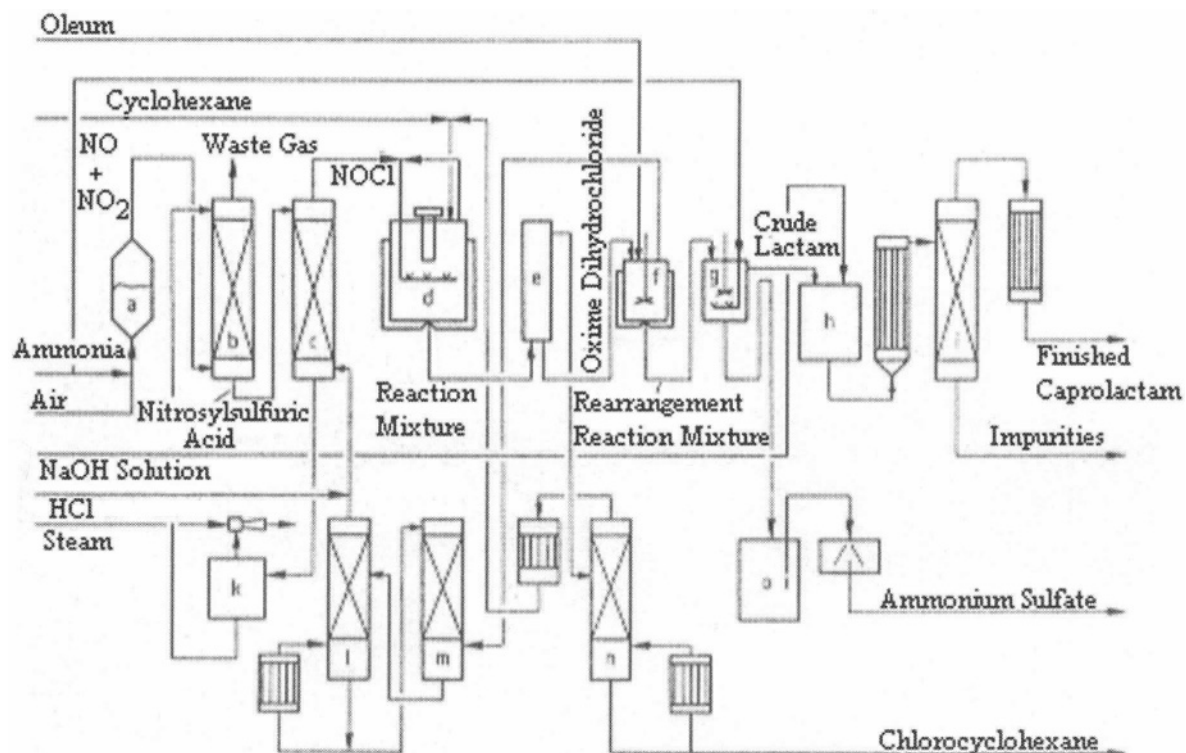 Oleum
Cyclohexane
NO
+
NO2
Waste Gas
NOCl
Oxime Dihydrochloride
Crude
Lactam
a
b
c
d
e
f
g
h
i
Ammonia
Air
Nitrosylsulfuric
Acid
Reaction
Mixture
Rearrangement
Reaction Mixture
Finished
Caprolactam
Impurities
NaOH Solution
HCl
Steam
k
l
m
n
o
Ammonium Sulfate
Chlorocyclohexane